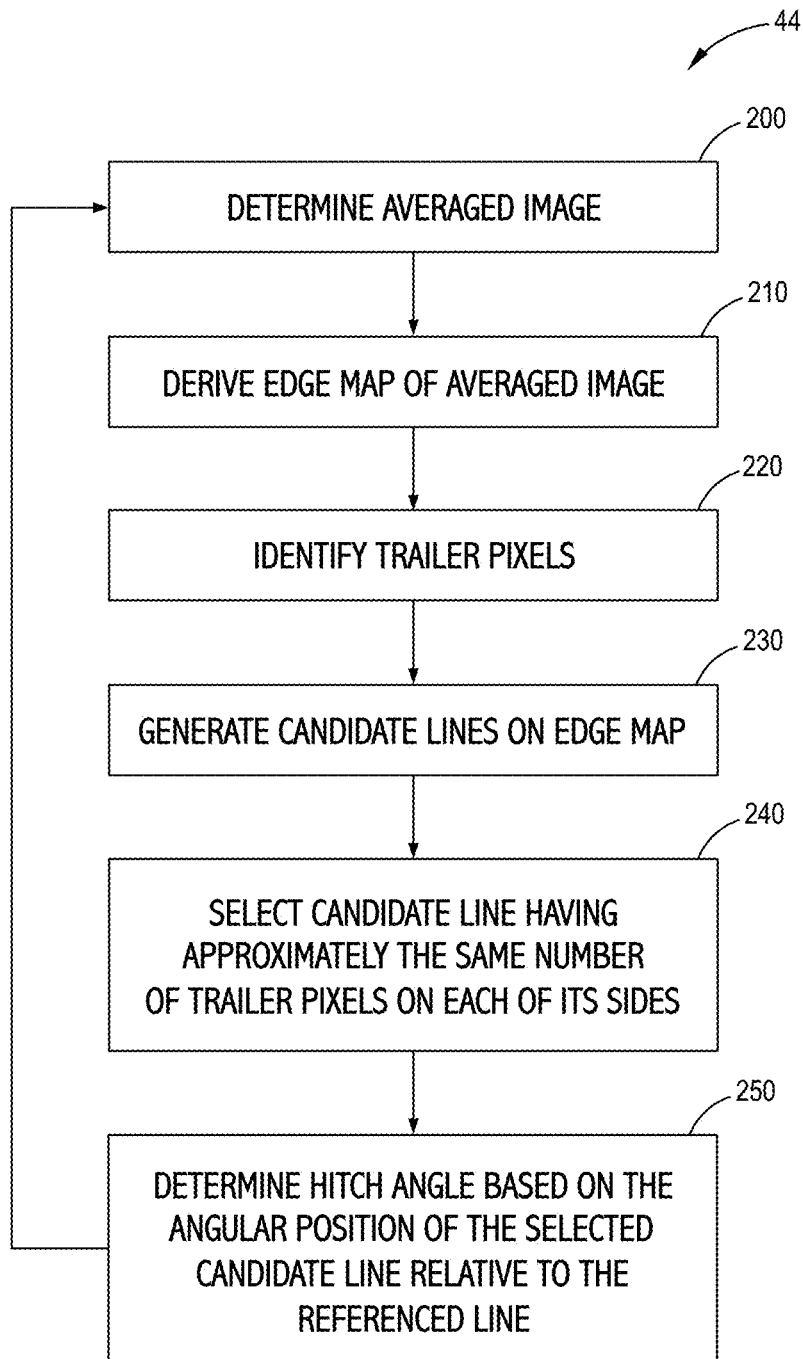 44
200
DETERMINE AVERAGED IMAGE
210
DERIVE EDGE MAP OF AVERAGED IMAGE
220
IDENTIFY TRAILER PIXELS
230
GENERATE CANDIDATE LINES ON EDGE MAP
240
SELECT CANDIDATE LINE HAVING
APPROXIMATELY THE SAME NUMBER
OF TRAILER PIXELS ON EACH OF ITS SIDES
250
DETERMINE HITCH ANGLE BASED ON THE
ANGULAR POSITION OF THE SELECTED
CANDIDATE LINE RELATIVE TO THE
REFERENCED LINE